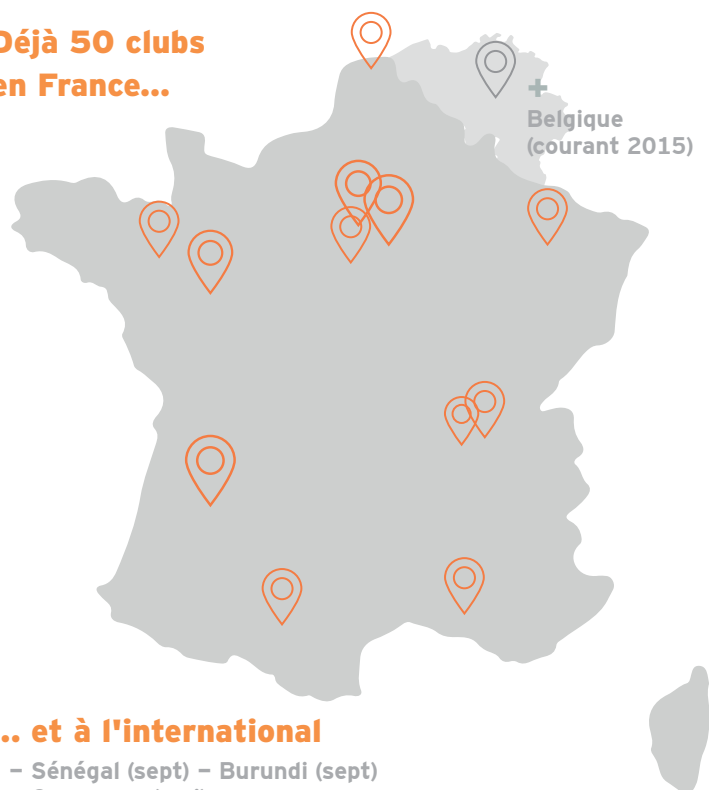 Déjà 50 clubs
en France...
+
Belgique
(courant 2015)
... et à l'international
– Sénégal (sept) – Burundi (sept)